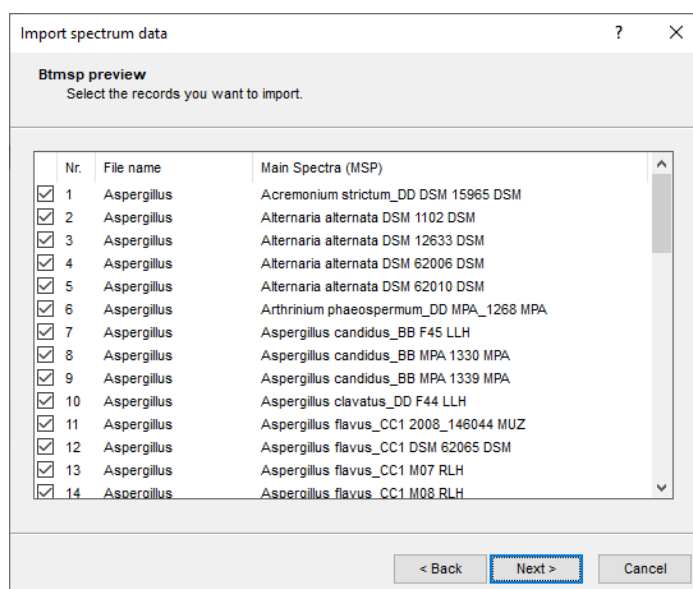 Import spectrum data ? ×
Btmsp preview
Select the records you want to import.
Nr. File name Main Spectra (MSP)
1 Aspergillus Acremonium strictum_DD DSM 15965 DSM
2 Aspergillus Alternaria alternata DSM 1102 DSM
3 Aspergillus Alternaria alternata DSM 12633 DSM
4 Aspergillus Alternaria alternata DSM 62006 DSM
5 Aspergillus Alternaria alternata DSM 62010 DSM
6 Aspergillus Arthrinium phaeospermum_DD MPA_1268 MPA
7 Aspergillus Aspergillus candidus_BB F45 LLH
8 Aspergillus Aspergillus candidus_BB MPA 1330 MPA
9 Aspergillus Aspergillus candidus_BB MPA 1339 MPA
10 Aspergillus Aspergillus clavatus_DD F44 LLH
11 Aspergillus Aspergillus flavus_CC1 2008_146044 MUZ
12 Aspergillus Aspergillus flavus_CC1 DSM 62065 DSM
13 Aspergillus Aspergillus flavus_CC1 M07 RLH
14 Aspergillus Aspergillus flavus_CC1 M08 RLH
< Back Next > Cancel